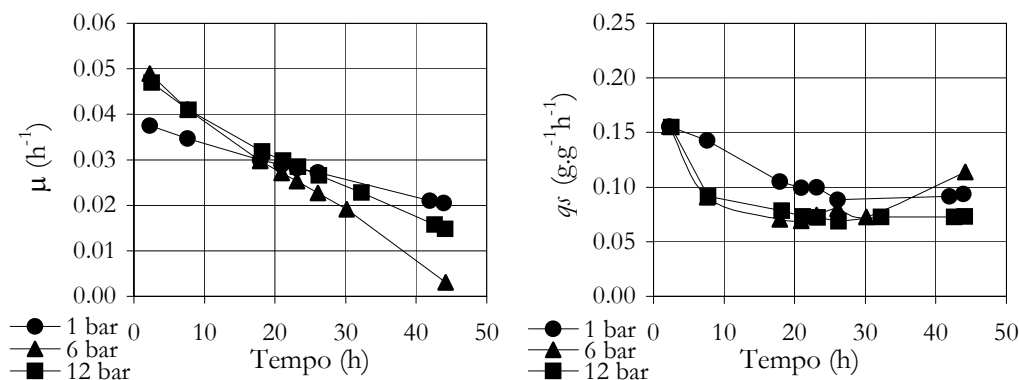 0.06
0.05
0.04
0.03
0.02
0.01
0.00
μ (h⁻¹)
0 10 20 30 40 50
Tempo (h)
1 bar
6 bar
12 bar
0.25
0.20
0.15
0.10
0.05
0.00
qs (g.g⁻¹h⁻¹)
0 10 20 30 40 50
Tempo (h)
1 bar
6 bar
12 bar